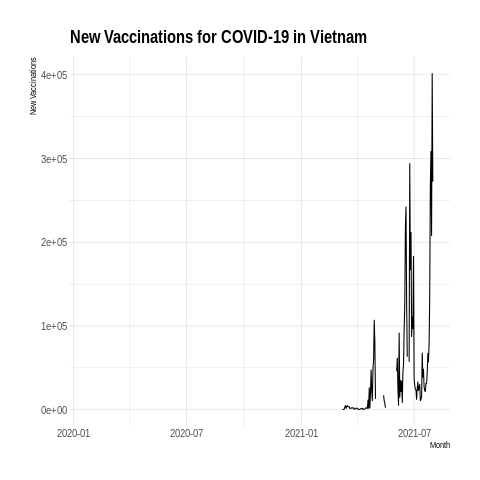 New Vaccinations for COVID-19 in Vietnam
New Vaccinations
4e+05
3e+05
2e+05
1e+05
0e+00
2020-01 2020-07 2021-01 2021-07
Month